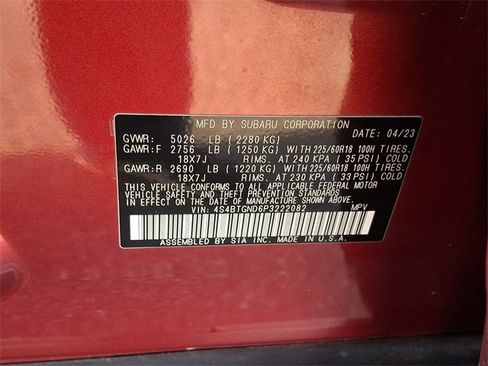 MFD BY SUBARU CORPORATION
GVWR: 5026 LB (2280 KG) DATE: 04/23
GAWR:F 2756 LB (1250 KG) WITH 225/60R18 100H TIRES.
18X7J RIMS. AT 240 KPA (35 PSI) COLD
GAWR:R 2690 LB (1220 KG) WITH 225/60R18 100H TIRES.
18X7J RIMS. AT 230 KPA (33 PSI) COLD
THIS VEHICLE CONFORMS TO ALL APPLICABLE FEDERAL MOTOR
VEHICLE SAFETY AND THEFT PREVENTION STANDARDS
IN EFFECT ON THE DATE OF MANUFACTURE SHOWN ABOVE.
VIN: 4S4BTGND6P3222082 MPV
ASSEMBLED BY SIA INC. MADE IN U.S.A.